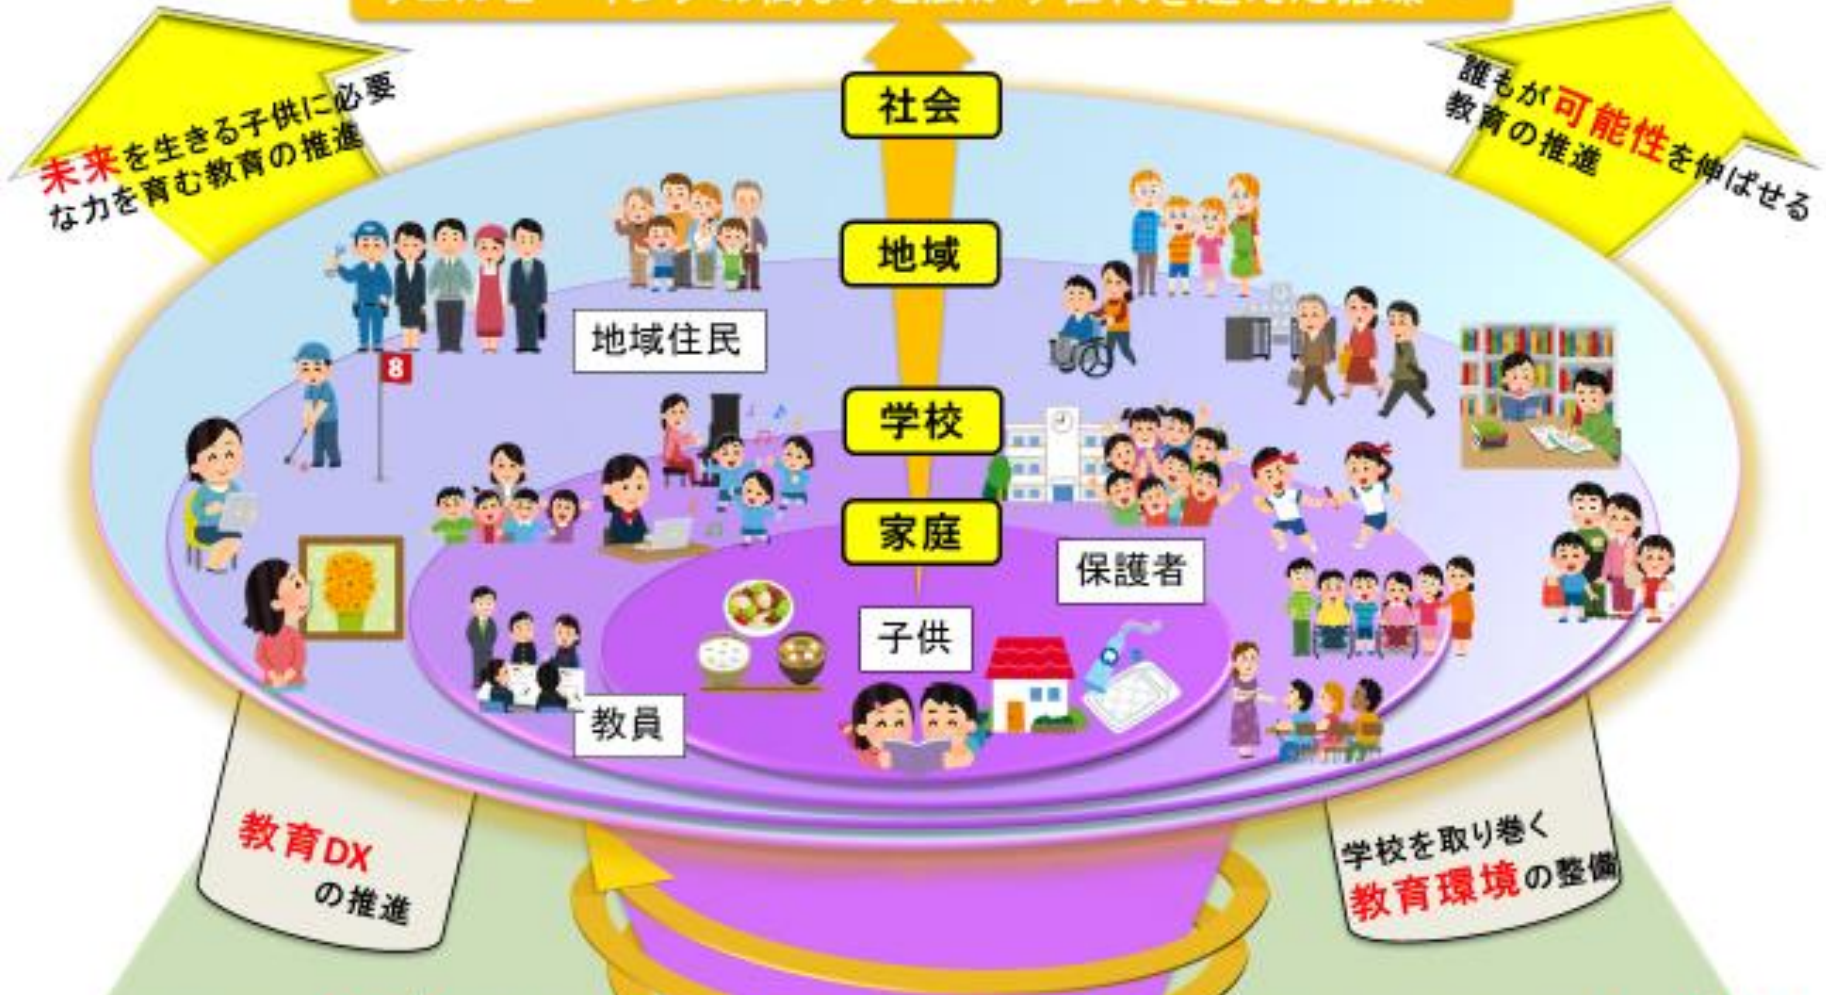 社会
未来を生きる子供に必要
な力を育む教育の推進
誰もが可能性を伸ばせる
教育の推進
地域
地域住民
8
学校
家庭
保護者
子供
教員
教育DX
の推進
学校を取り巻く
教育環境の整備